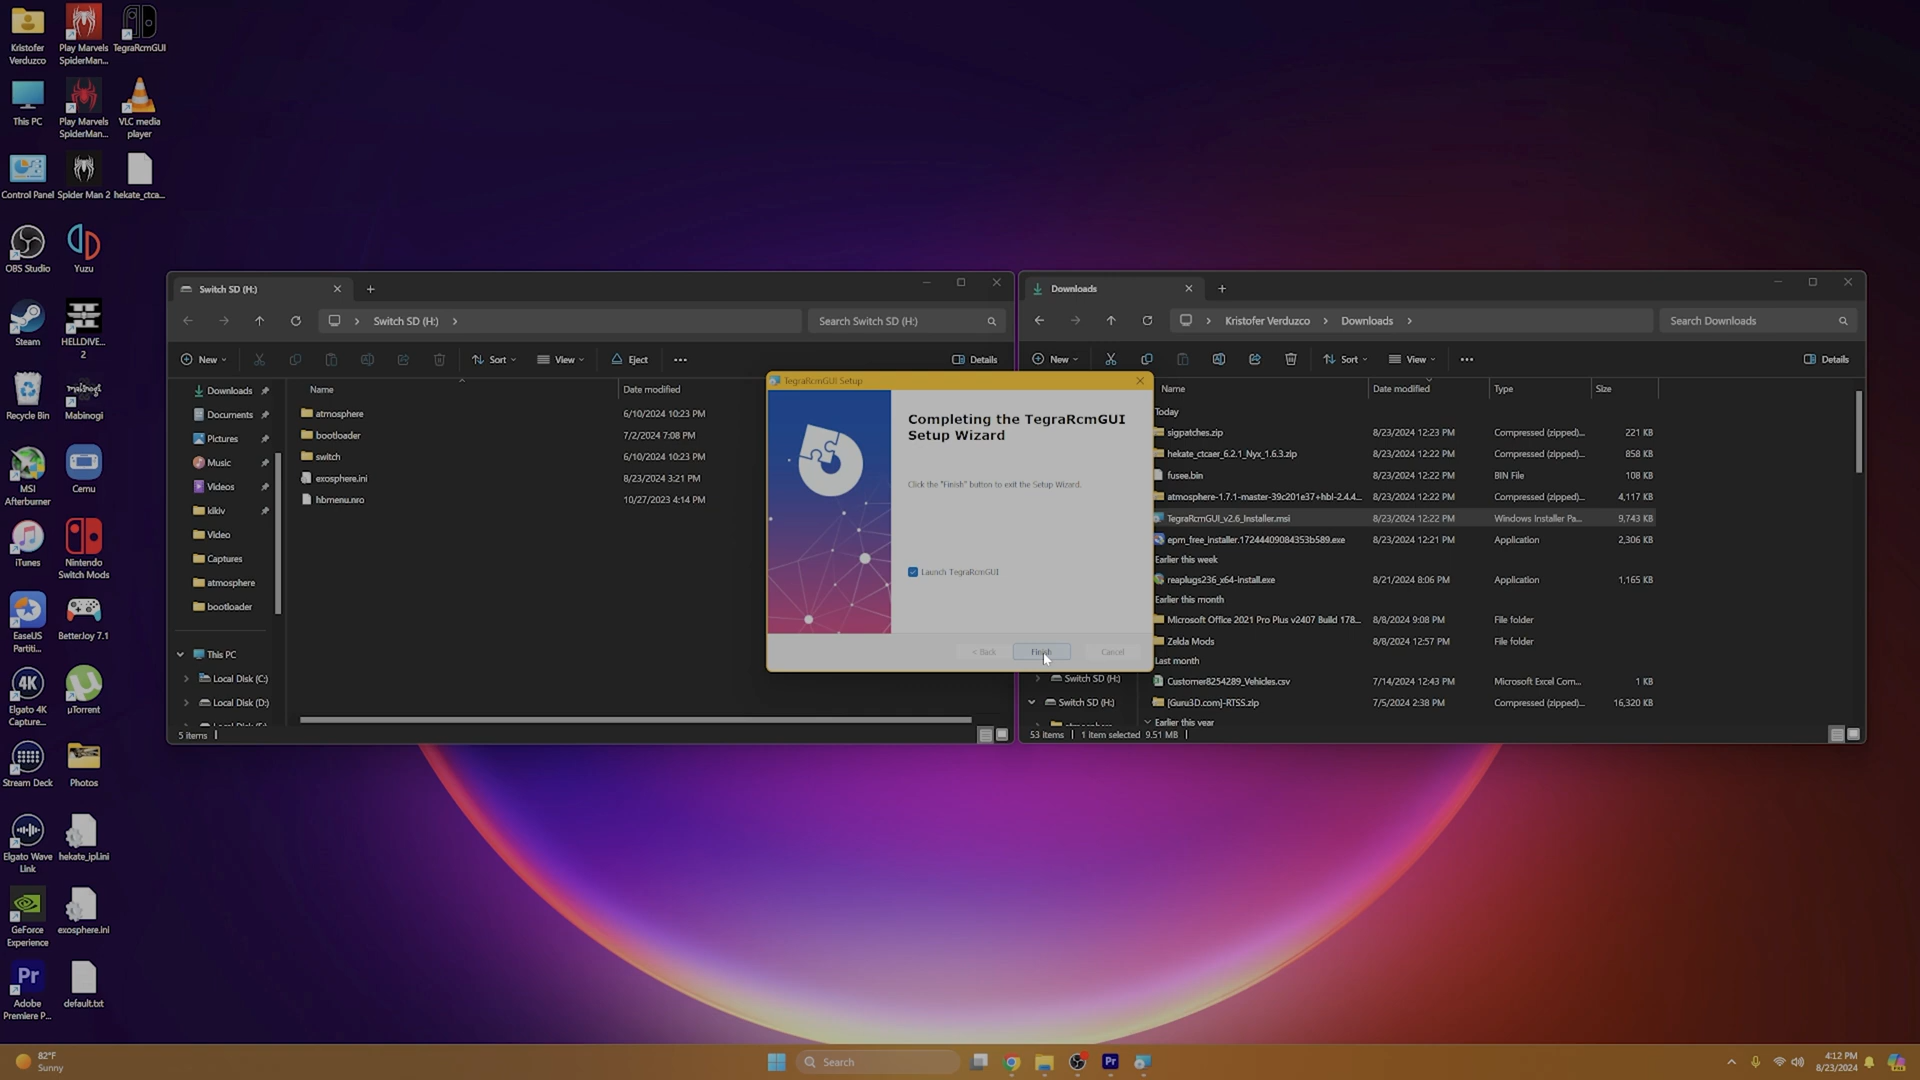 Kristofer
Verduzco
Play Marvels
SpiderMan...
TegraRcmGUI
This PC
Play Marvels
SpiderMan...
VLC media
player
Control Panel
Spider Man 2
hekate_ctcae...
OBS Studio
Yuzu
Steam
HELLDIVE...
2
Recycle Bin
mabinogi
Mabinogi
MSI
Afterburner
Cemu
iTunes
Nintendo
Switch Mods
EaseUS
Partiti...
BetterJoy 7.1
4K
Elgato 4K
Capture...
µTorrent
Stream Deck
Photos
Elgato Wave
Link
hekate_ipl.ini
GeForce
Experience
exosphere.ini
Pr
Adobe
Premiere P...
default.txt
Switch SD (H:)
Switch SD (H:)
Search Switch SD (H:)
New
Sort
View
Eject
Details
Name
Date modified
Downloads
Documents
Pictures
Music
Videos
klkiv
Video
Captures
atmosphere
bootloader
This PC
Local Disk (C:)
Local Disk (D:)
atmosphere 6/10/2024 10:23 PM
bootloader 7/2/2024 7:08 PM
switch 6/10/2024 10:23 PM
exosphere.ini 8/23/2024 3:21 PM
hbmenu.nro 10/27/2023 4:14 PM
5 items
TegraRcmGUI Setup
Completing the TegraRcmGUI
Setup Wizard
Click the "Finish" button to exit the Setup Wizard.
Launch TegraRcmGUI
< Back
Finish
Cancel
Downloads
Kristofer Verduzco
Downloads
Search Downloads
New
Sort
View
Details
Name
Date modified
Type
Size
Today
sigpatches.zip 8/23/2024 12:23 PM Compressed (zipped)... 221 KB
hekate_ctcaer_6.2.1_Nyx_1.6.3.zip 8/23/2024 12:22 PM Compressed (zipped)... 858 KB
fusee.bin 8/23/2024 12:22 PM BIN File 108 KB
atmosphere-1.7.1-master-39c201e37+hbl-2.4.4... 8/23/2024 12:22 PM Compressed (zipped)... 4,117 KB
TegraRcmGUI_v2.6_Installer.msi 8/23/2024 12:22 PM Windows Installer Pa... 9,743 KB
epm_free_installer.17244409084353b589.exe 8/23/2024 12:21 PM Application 2,306 KB
Earlier this week
reaplugs236_x64-install.exe 8/21/2024 8:06 PM Application 1,165 KB
Earlier this month
Microsoft Office 2021 Pro Plus v2407 Build 178... 8/8/2024 9:08 PM File folder
Zelda Mods 8/8/2024 12:57 PM File folder
Last month
Customer8254289_Vehicles.csv 7/14/2024 12:43 PM Microsoft Excel Com... 1 KB
[Guru3D.com]-RTSS.zip 7/5/2024 2:38 PM Compressed (zipped)... 16,320 KB
Earlier this year
Switch SD (H:)
Switch SD (H:)
53 items
1 item selected 9.51 MB
82°F
Sunny
Search
Pr
4:12 PM
8/23/2024